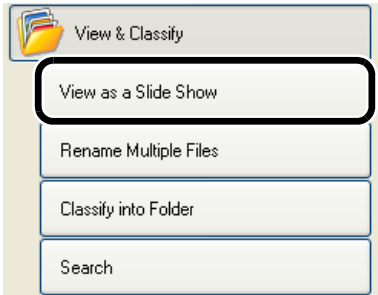 View & Classify
View as a Slide Show
Rename Multiple Files
Classify into Folder
Search